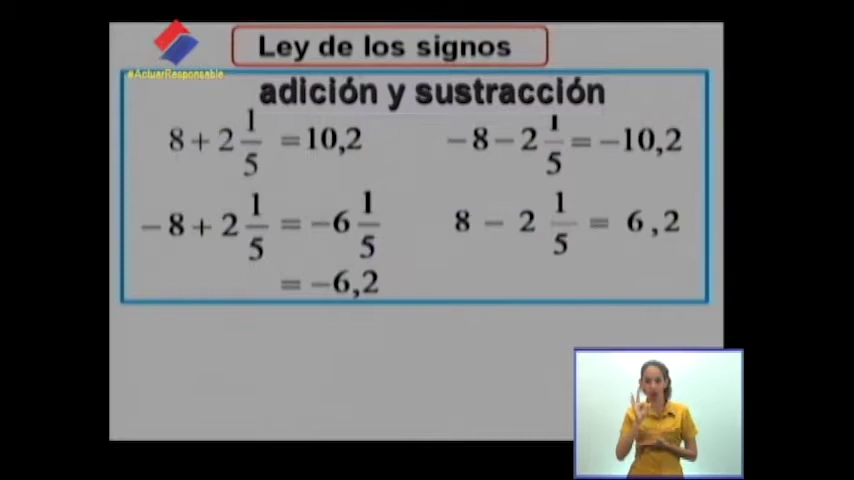 Ley de los signos
#ActuarResponsable
adición y sustracción
8 + 2 1/5 = 10,2
-8 - 2 1/5 = -10,2
-8 + 2 1/5 = -6 1/5
= -6,2
8 - 2 1/5 = 6,2